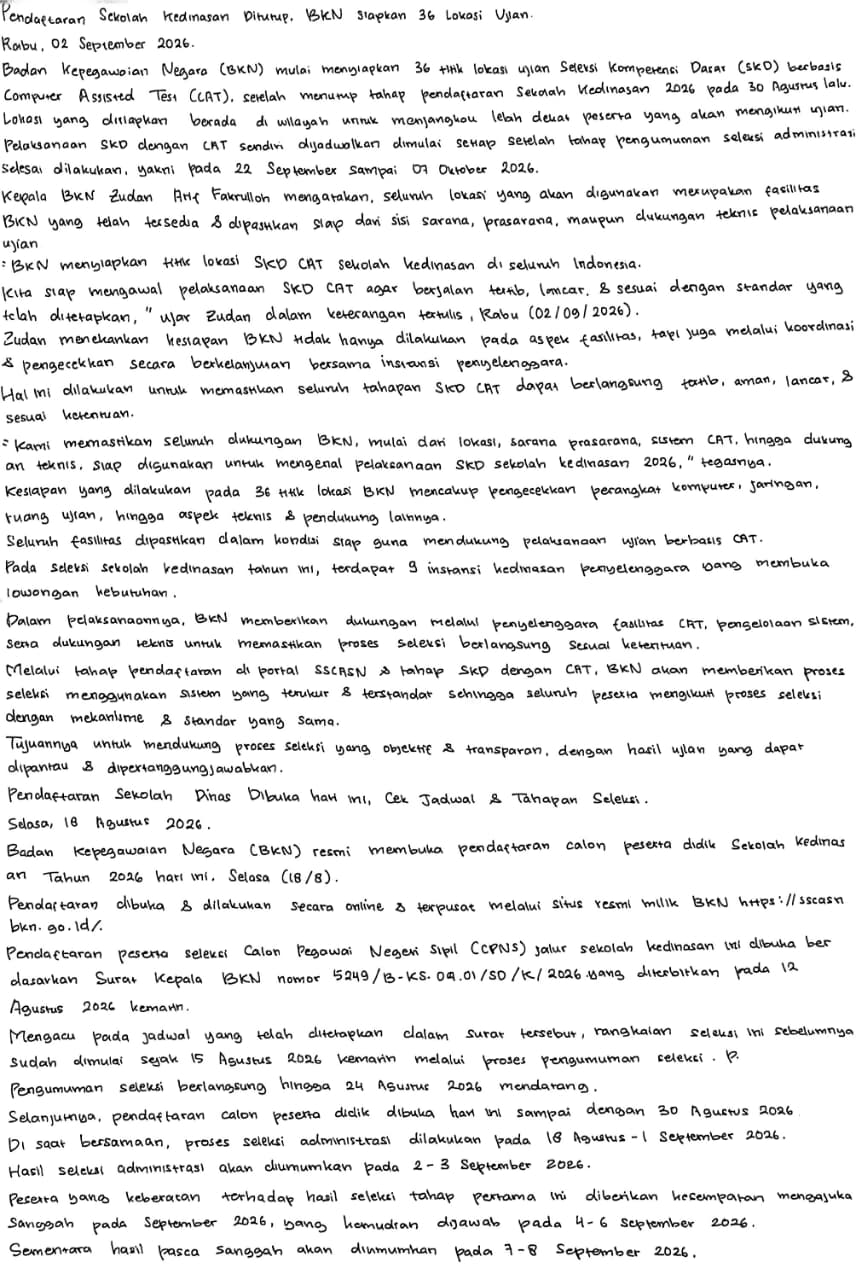 Pendaftaran Sekolah Kedinasan Ditutup, BKN Siapkan 36 Lokasi Ujian.
Rabu, 02 September 2026.
Badan Kepegawaian Negara (BKN) mulai menyiapkan 36 titik lokasi ujian Seleksi Kompetensi Dasar (SKD) berbasis
Computer Assisted Test (CAT), setelah menutup tahap pendaftaran Sekolah Kedinasan 2026 pada 30 Agustus lalu.
Lokasi yang disiapkan berada di wilayah untuk menjangkau lebih dekat peserta yang akan mengikuti ujian.
Pelaksanaan SKD dengan CAT sendiri dijadwalkan dimulai setiap setelah tahap pengumuman seleksi administrasi
selesai dilakukan, yakni pada 22 September sampai 07 Oktober 2026.
Kepala BKN Zudan Arif Fakrulloh mengatakan, seluruh lokasi yang akan digunakan merupakan fasilitas
BKN yang telah tersedia & dipastikan siap dari sisi sarana, prasarana, maupun dukungan teknis pelaksanaan
ujian
: BKN menyiapkan titik lokasi SKD CAT sekolah kedinasan di seluruh Indonesia.
Kita siap mengawal pelaksanaan SKD CAT agar berjalan tertib, lancar, & sesuai dengan standar yang
telah ditetapkan, " ujar Zudan dalam keterangan tertulis, Rabu (02/09/2026).
Zudan menekankan kesiapan BKN tidak hanya dilakukan pada aspek fasilitas, tapi juga melalui koordinasi
& pengecekkan secara berkelanjutan bersama instansi penyelenggara.
Hal ini dilakukan untuk memastikan seluruh tahapan SKD CAT dapat berlangsung tertib, aman, lancar, &
sesuai ketentuan.
: Kami memastikan seluruh dukungan BKN, mulai dari lokasi, sarana prasarana, sistem CAT, hingga dukung
an teknis, siap digunakan untuk mengenal pelaksanaan SKD sekolah kedinasan 2026," tegasnya.
Kesiapan yang dilakukan pada 36 titik lokasi BKN mencakup pengecekkan perangkat komputer, jaringan,
ruang ujian, hingga aspek teknis & pendukung lainnya.
Seluruh fasilitas dipastikan dalam kondisi siap guna mendukung pelaksanaan ujian berbasis CAT.
Pada seleksi sekolah kedinasan tahun ini, terdapat 9 instansi kedinasan penyelenggara yang membuka
lowongan kebutuhan.
Dalam pelaksanaannya, BKN memberikan dukungan melalui penyelenggara fasilitas CAT, pengelolaan sistem,
serta dukungan teknis untuk memastikan proses seleksi berlangsung sesuai ketentuan.
Melalui tahap pendaftaran di portal SSCASN & tahap SKD dengan CAT, BKN akan memberikan proses
seleksi menggunakan sistem yang terukur & terstandar sehingga seluruh peserta mengikuti proses seleksi
dengan mekanisme & standar yang sama.
Tujuannya untuk mendukung proses seleksi yang objektif & transparan, dengan hasil ujian yang dapat
dipantau & dipertanggungjawabkan.
Pendaftaran Sekolah Dinas Dibuka hari ini, Cek Jadwal & Tahapan Seleksi.
Selasa, 18 Agustus 2026.
Badan Kepegawaian Negara (BKN) resmi membuka pendaftaran calon peserta didik Sekolah Kedinas
an Tahun 2026 hari ini, Selasa (18/8).
Pendaftaran dibuka & dilakukan secara online & terpusat melalui situs resmi milik BKN https://sscasn
bkn.go.id/.
Pendaftaran peserta seleksi Calon Pegawai Negeri Sipil (CCPNS) jalur sekolah kedinasan ini dibuka ber
dasarkan Surat Kepala BKN nomor 5249/B-KS.04.01/SD/K/2026 yang diterbitkan pada 12
Agustus 2026 kemarin.
Mengacu pada jadwal yang telah ditetapkan dalam surat tersebut, rangkaian seleksi ini sebelumnya
sudah dimulai sejak 15 Agustus 2026 kemarin melalui proses pengumuman seleksi. P.
Pengumuman seleksi berlangsung hingga 24 Agustus 2026 mendatang.
Selanjutnya, pendaftaran calon peserta didik dibuka hari ini sampai dengan 30 Agustus 2026
Di saat bersamaan, proses seleksi administrasi dilakukan pada 18 Agustus - 1 September 2026.
Hasil seleksi administrasi akan diumumkan pada 2 - 3 September 2026.
Peserta yang keberatan terhadap hasil seleksi tahap pertama ini diberikan kesempatan mengajuka
Sanggah pada September 2026, yang kemudian dijawab pada 4-6 September 2026.
Sementara hasil pasca sanggah akan diumumkan pada 7-8 September 2026.